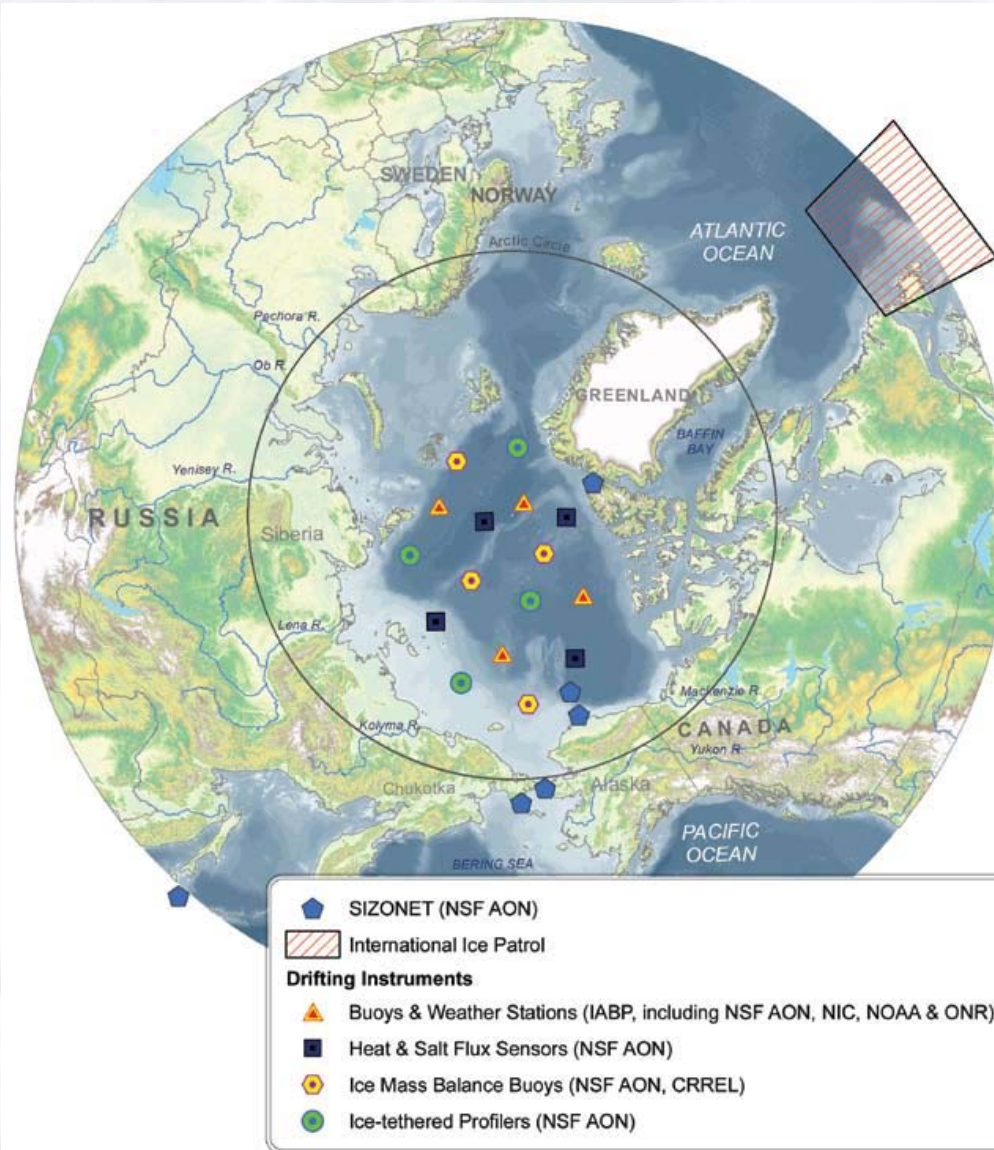 SWEDEN
NORWAY
Arctic Circle
ATLANTIC
OCEAN
Pechora R.
Ob R.
GREENLAND
BAFFIN
BAY
Yenisey R.
RUSSIA
Siberia
Lena R.
Mackenzie R.
Kolyma R.
CANADA
Yukon R.
Chukotka
Alaska
PACIFIC
OCEAN
BERING SEA
SIZONET (NSF AON)
International Ice Patrol
Drifting Instruments
Buoys & Weather Stations (IABP, including NSF AON, NIC, NOAA & ONR)
Heat & Salt Flux Sensors (NSF AON)
Ice Mass Balance Buoys (NSF AON, CRREL)
Ice-tethered Profilers (NSF AON)